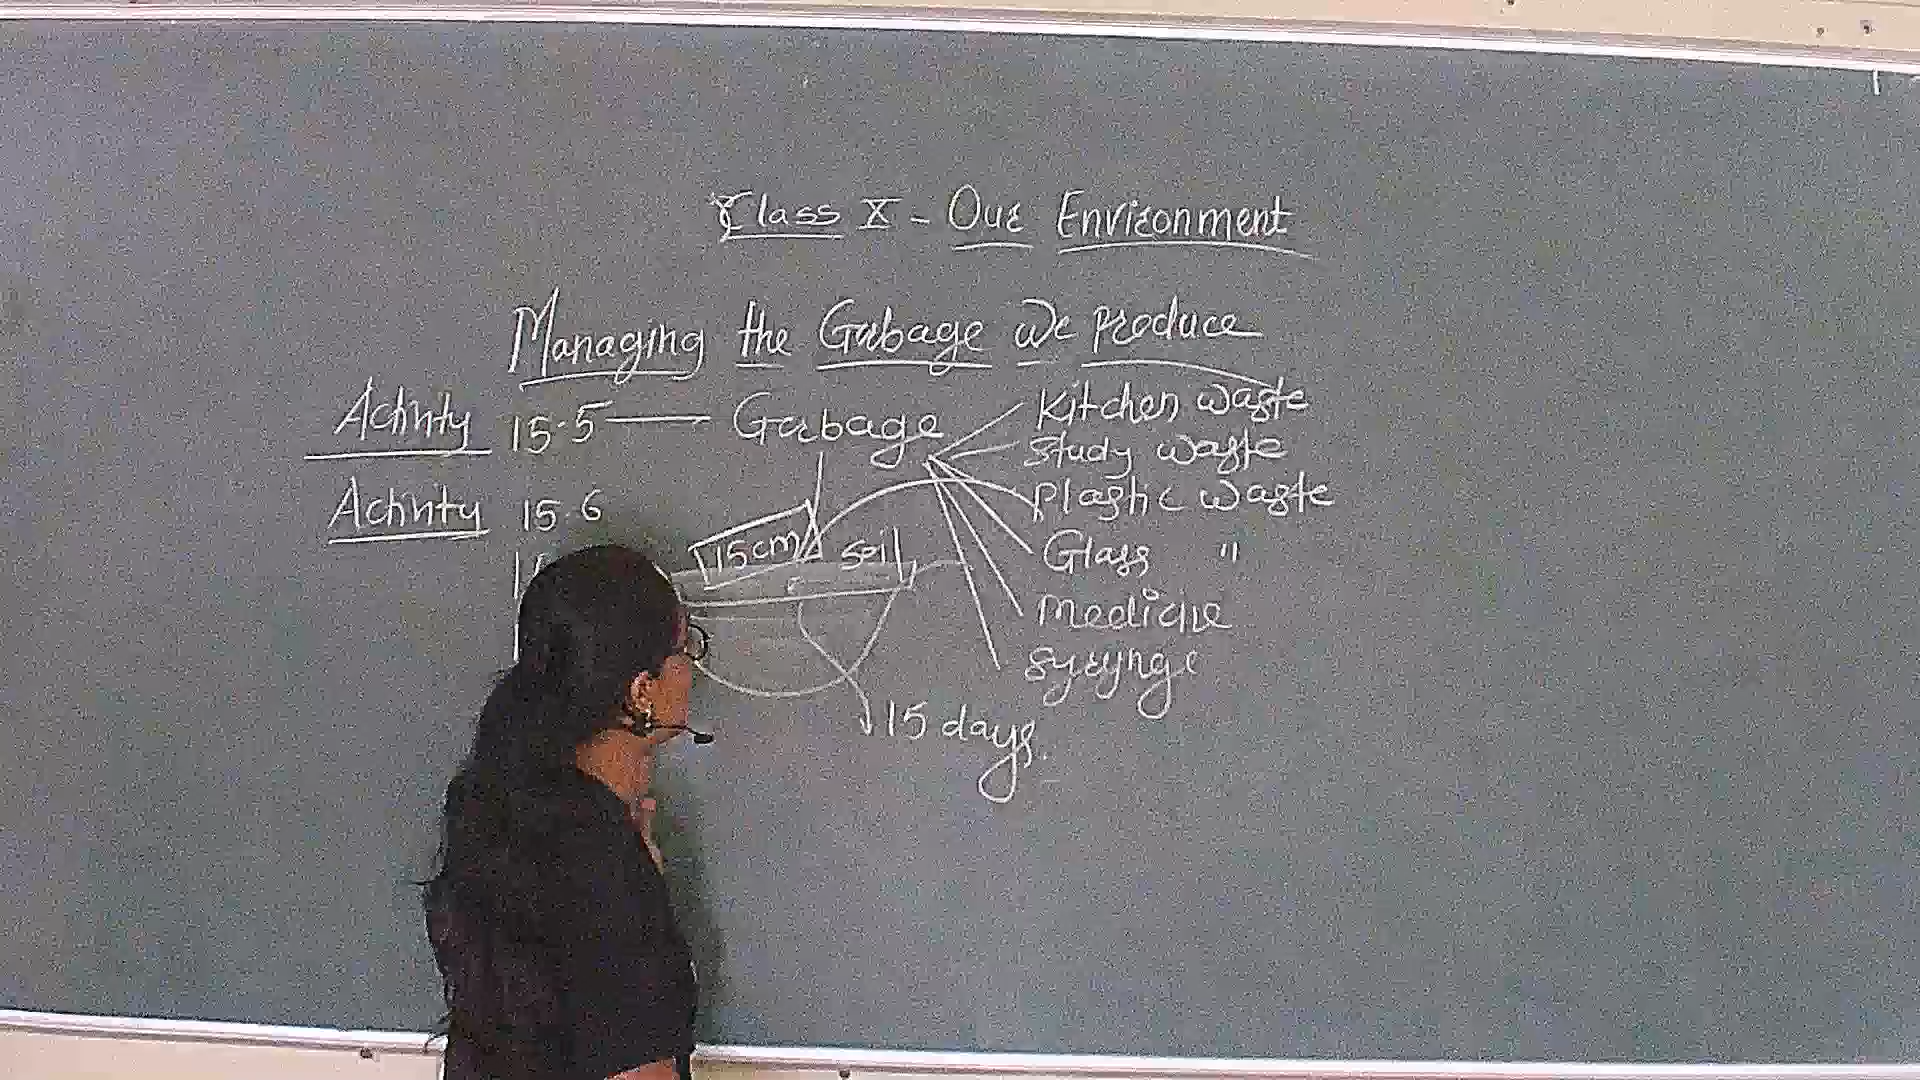 Class X - Our Environment
Managing the Garbage We produce
Activity 15.5 — Garbage
Kitchen waste
Study waste
Plastic waste
Glass "
Medicine
Syrynge
Activity 15.6
15cm soil
15 days.